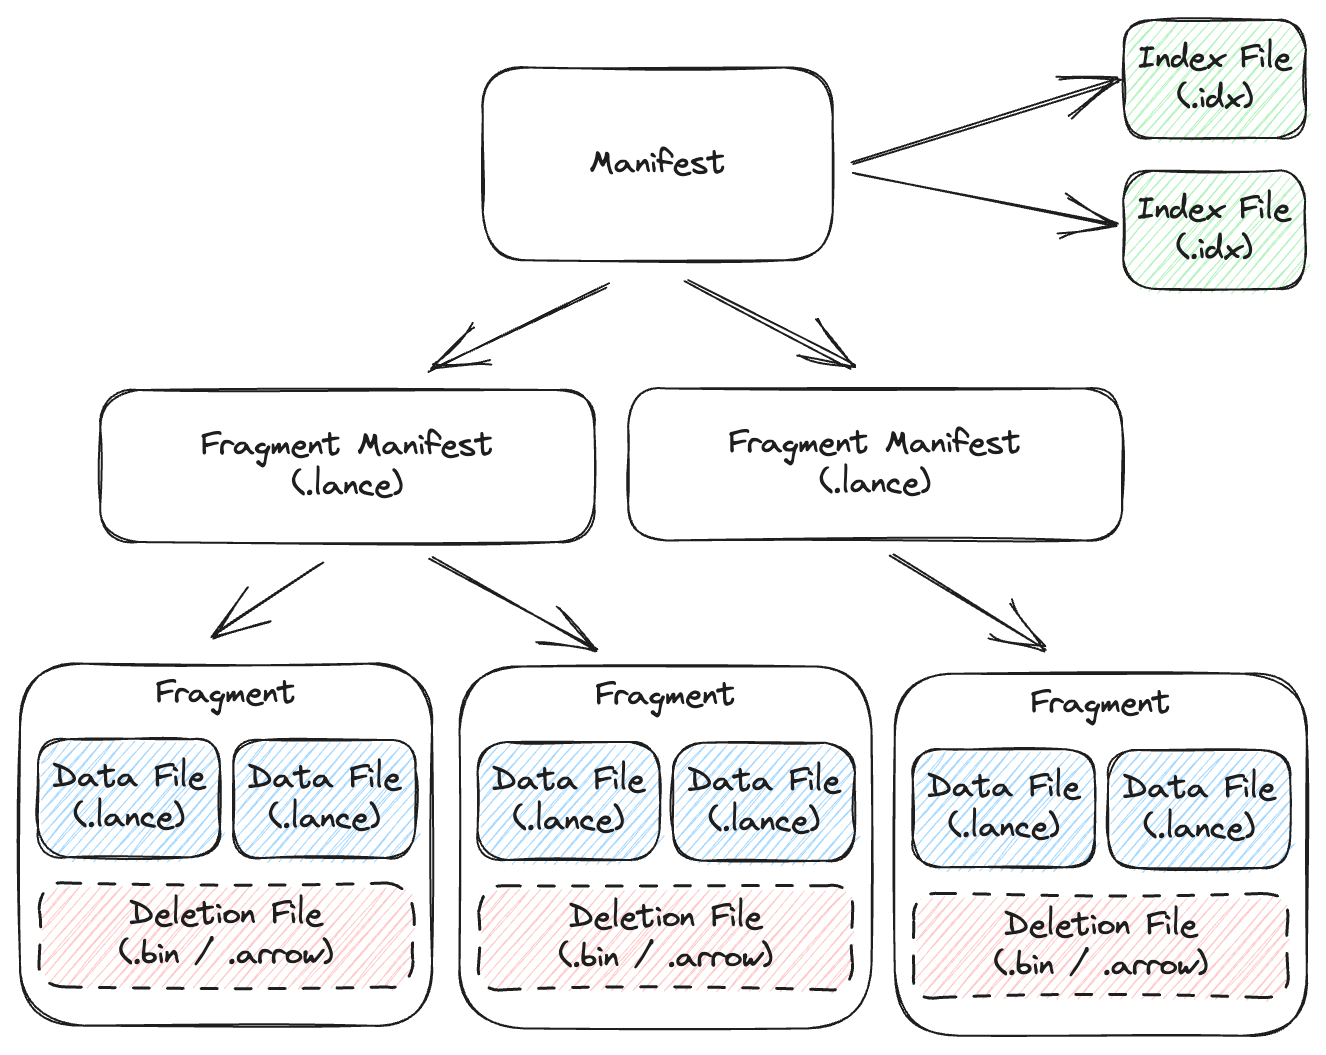 Index File
(.idx)
Manifest
Index File
(.idx)
Fragment Manifest
(.lance)
Fragment Manifest
(.lance)
Fragment
Data File
(.lance)
Data File
(.lance)
Deletion File
(.bin / .arrow)
Fragment
Data File
(.lance)
Data File
(.lance)
Deletion File
(.bin / .arrow)
Fragment
Data File
(.lance)
Data File
(.lance)
Deletion File
(.bin / .arrow)